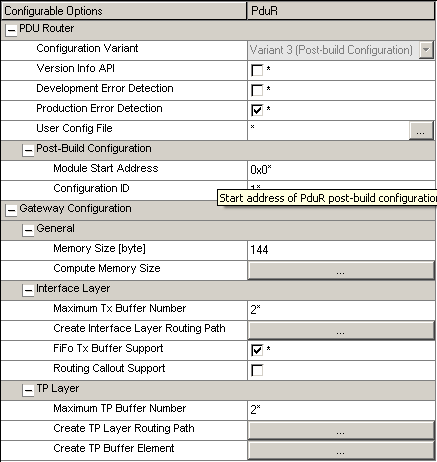 Configurable Options PduR
PDU Router
Configuration Variant Variant 3 (Post-build Configuration)
Version Info API *
Development Error Detection *
Production Error Detection *
User Config File * ...
Post-Build Configuration
Module Start Address 0x0*
Configuration ID 1*
Start address of PduR post-build configuration
Gateway Configuration
General
Memory Size [byte] 144
Compute Memory Size ...
Interface Layer
Maximum Tx Buffer Number 2*
Create Interface Layer Routing Path ...
FiFo Tx Buffer Support *
Routing Callout Support
TP Layer
Maximum TP Buffer Number 2*
Create TP Layer Routing Path ...
Create TP Buffer Element ...